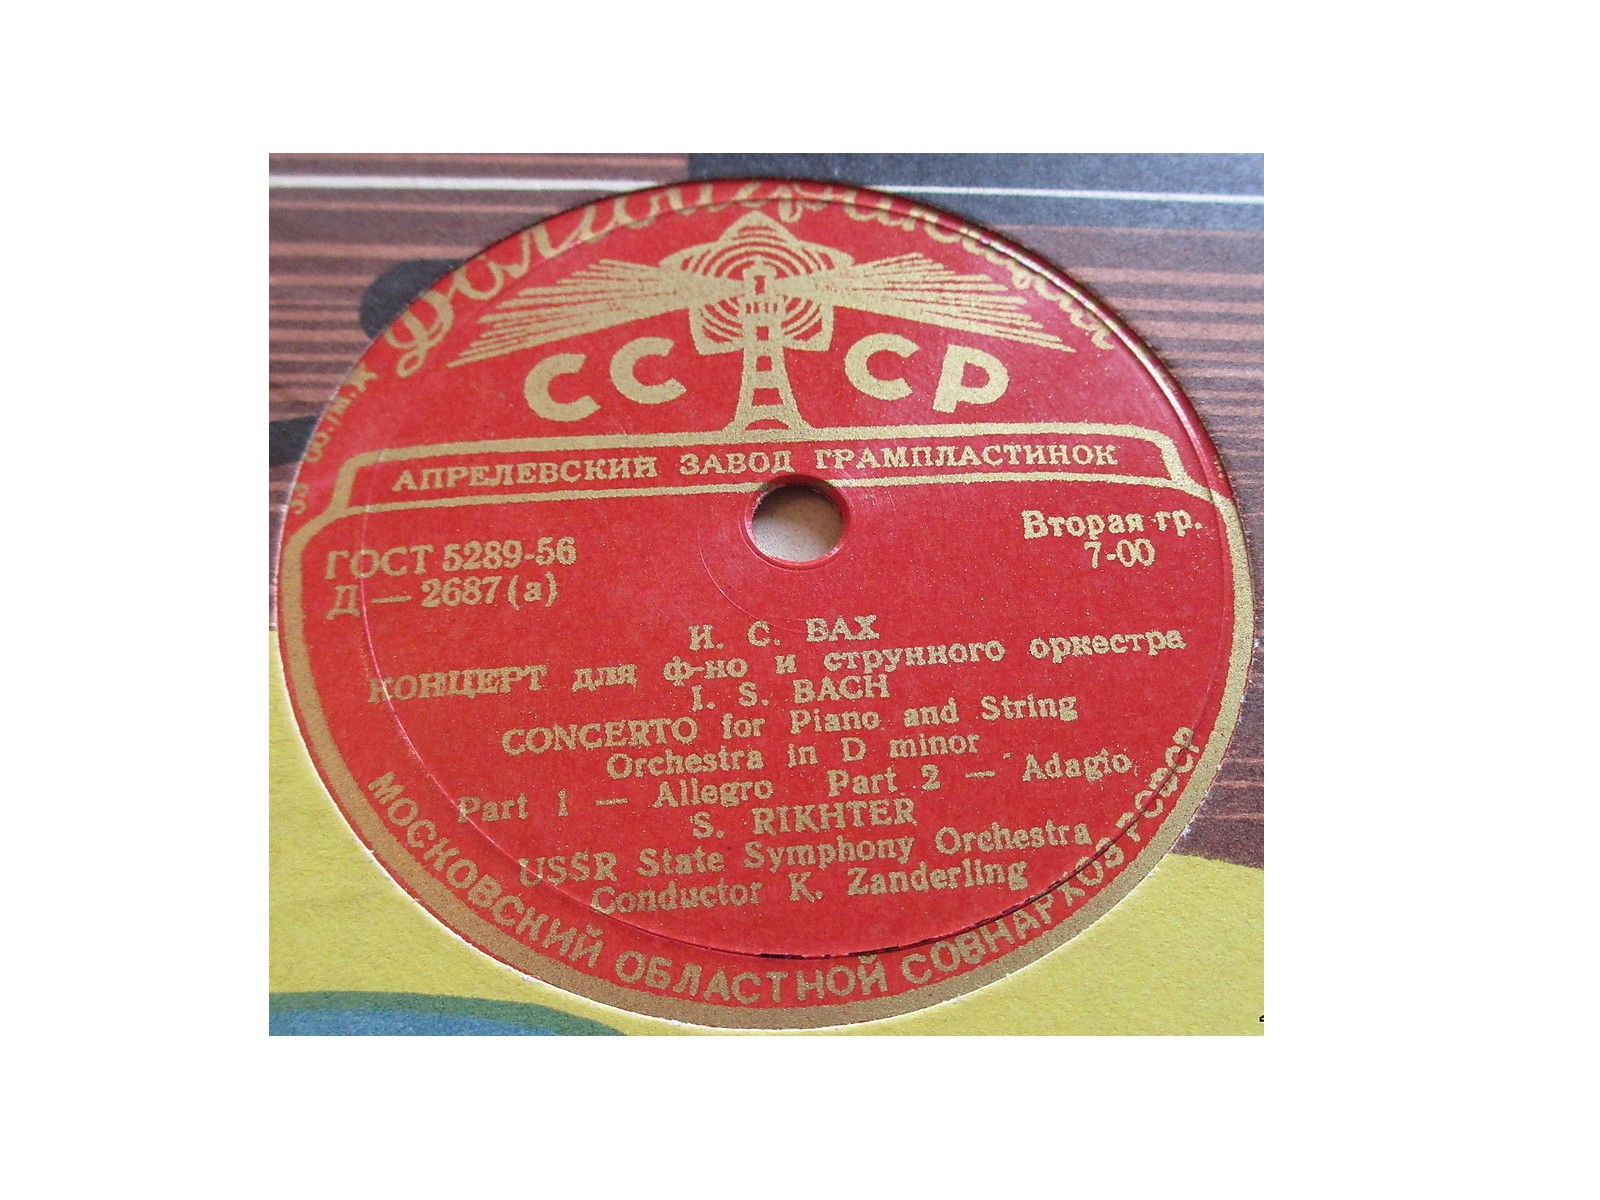 Долгоиграющая
СССР
АПРЕЛЕВСКИЙ ЗАВОД ГРАМПЛАСТИНОК
ГОСТ 5289-56
Д — 2687 (а)
Вторая гр.
7-00
И. С. БАХ
КОНЦЕРТ для ф-но и струнного оркестра
I. S. BACH
CONCERTO for Piano and String
Orchestra in D minor
Part 1 — Allegro Part 2 — Adagio
S. RIKHTER
USSR State Symphony Orchestra
Conductor K. Zanderling
МОСКОВСКИЙ ОБЛАСТНОЙ СОВНАРХОЗ РСФСР